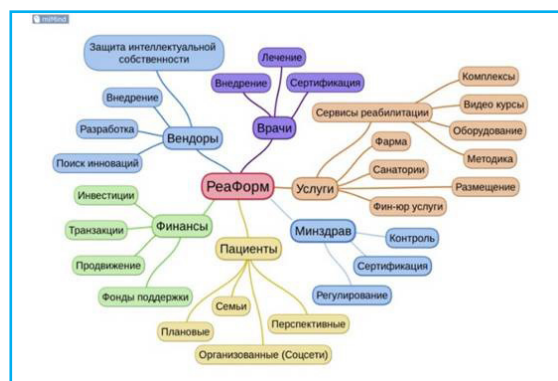 miMind
Защита интеллектуальной
собственности
Внедрение
Разработка
Поиск инноваций
Вендоры
Лечение
Внедрение
Сертификация
Врачи
Комплексы
Сервисы реабилитации
Видео курсы
Оборудование
Методика
Фарма
Санатории
Размещение
Фин-юр услуги
Услуги
РеаФорм
Инвестиции
Транзакции
Продвижение
Фонды поддержки
Финансы
Минздрав
Контроль
Сертификация
Регулирование
Пациенты
Семьи
Плановые
Перспективные
Организованные (Соцсети)